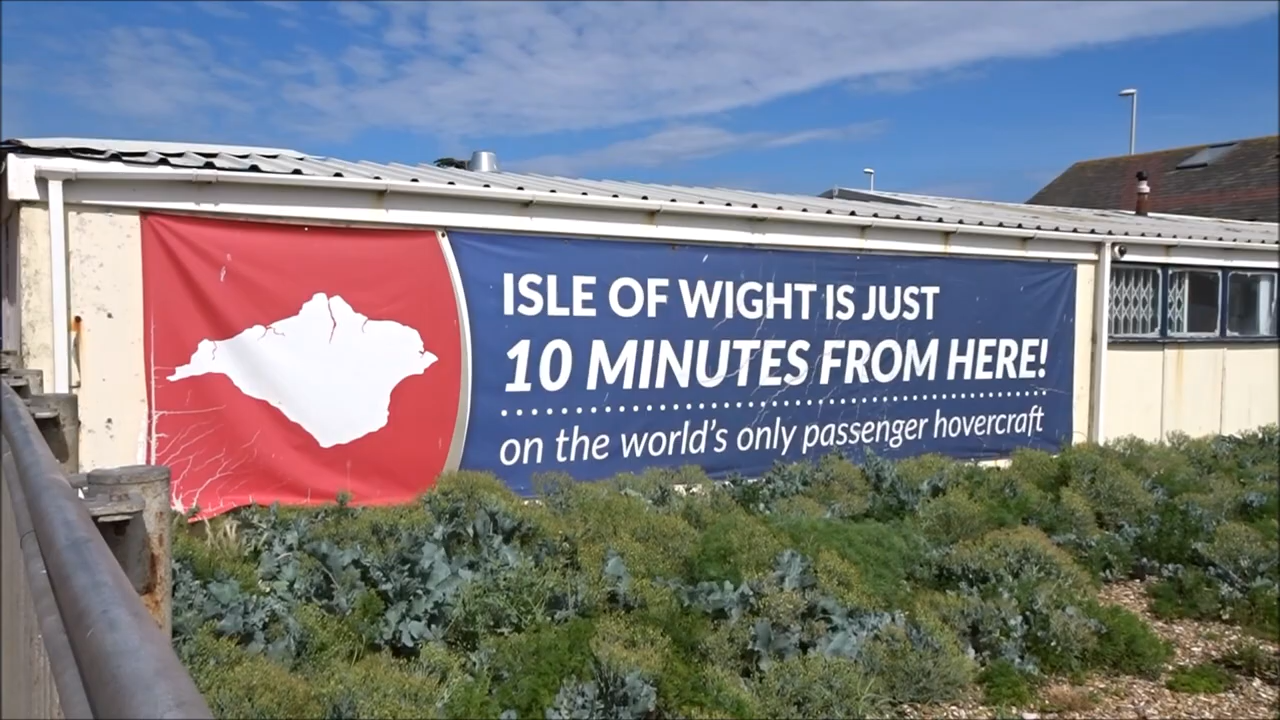 ISLE OF WIGHT IS JUST
10 MINUTES FROM HERE!
on the world's only passenger hovercraft